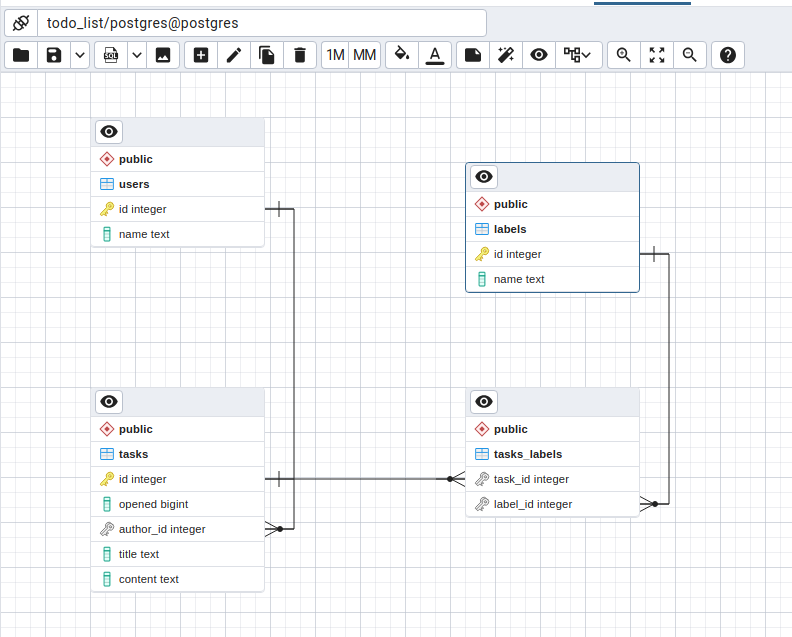 todo_list/postgres@postgres
SQL 1M MM A
public
users
id integer
name text
public
labels
id integer
name text
public
tasks
id integer
opened bigint
author_id integer
title text
content text
public
tasks_labels
task_id integer
label_id integer